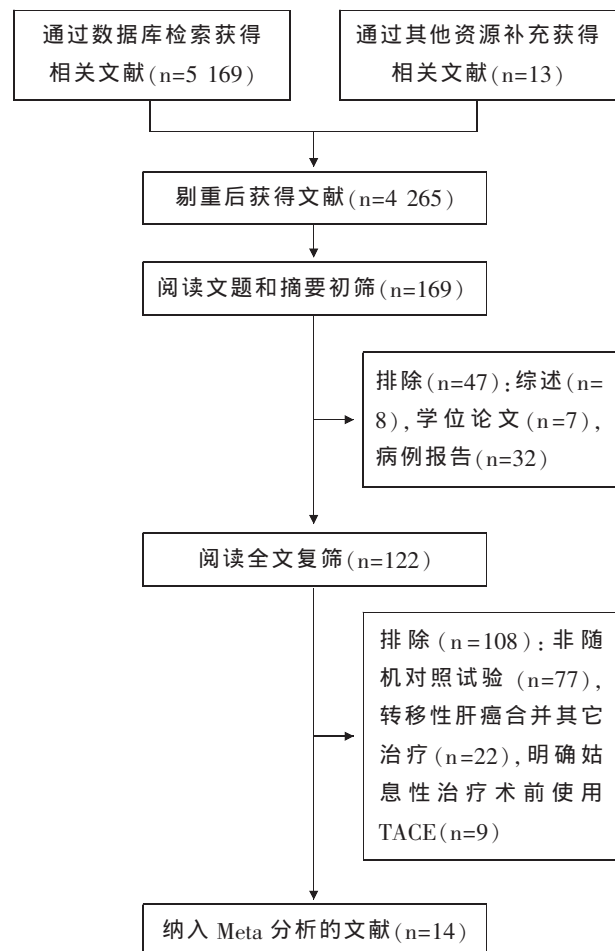 通过数据库检索获得
相关文献(n=5 169)
通过其他资源补充获得
相关文献(n=13)
剔重后获得文献(n=4 265)
阅读文题和摘要初筛(n=169)
排除(n=47):综述(n=
8),学位论文(n=7),
病例报告(n=32)
阅读全文复筛(n=122)
排除(n=108):非随
机对照试验(n=77),
转移性肝癌合并其它
治疗(n=22),明确姑
息性治疗术前使用
TACE(n=9)
纳入 Meta 分析的文献(n=14)